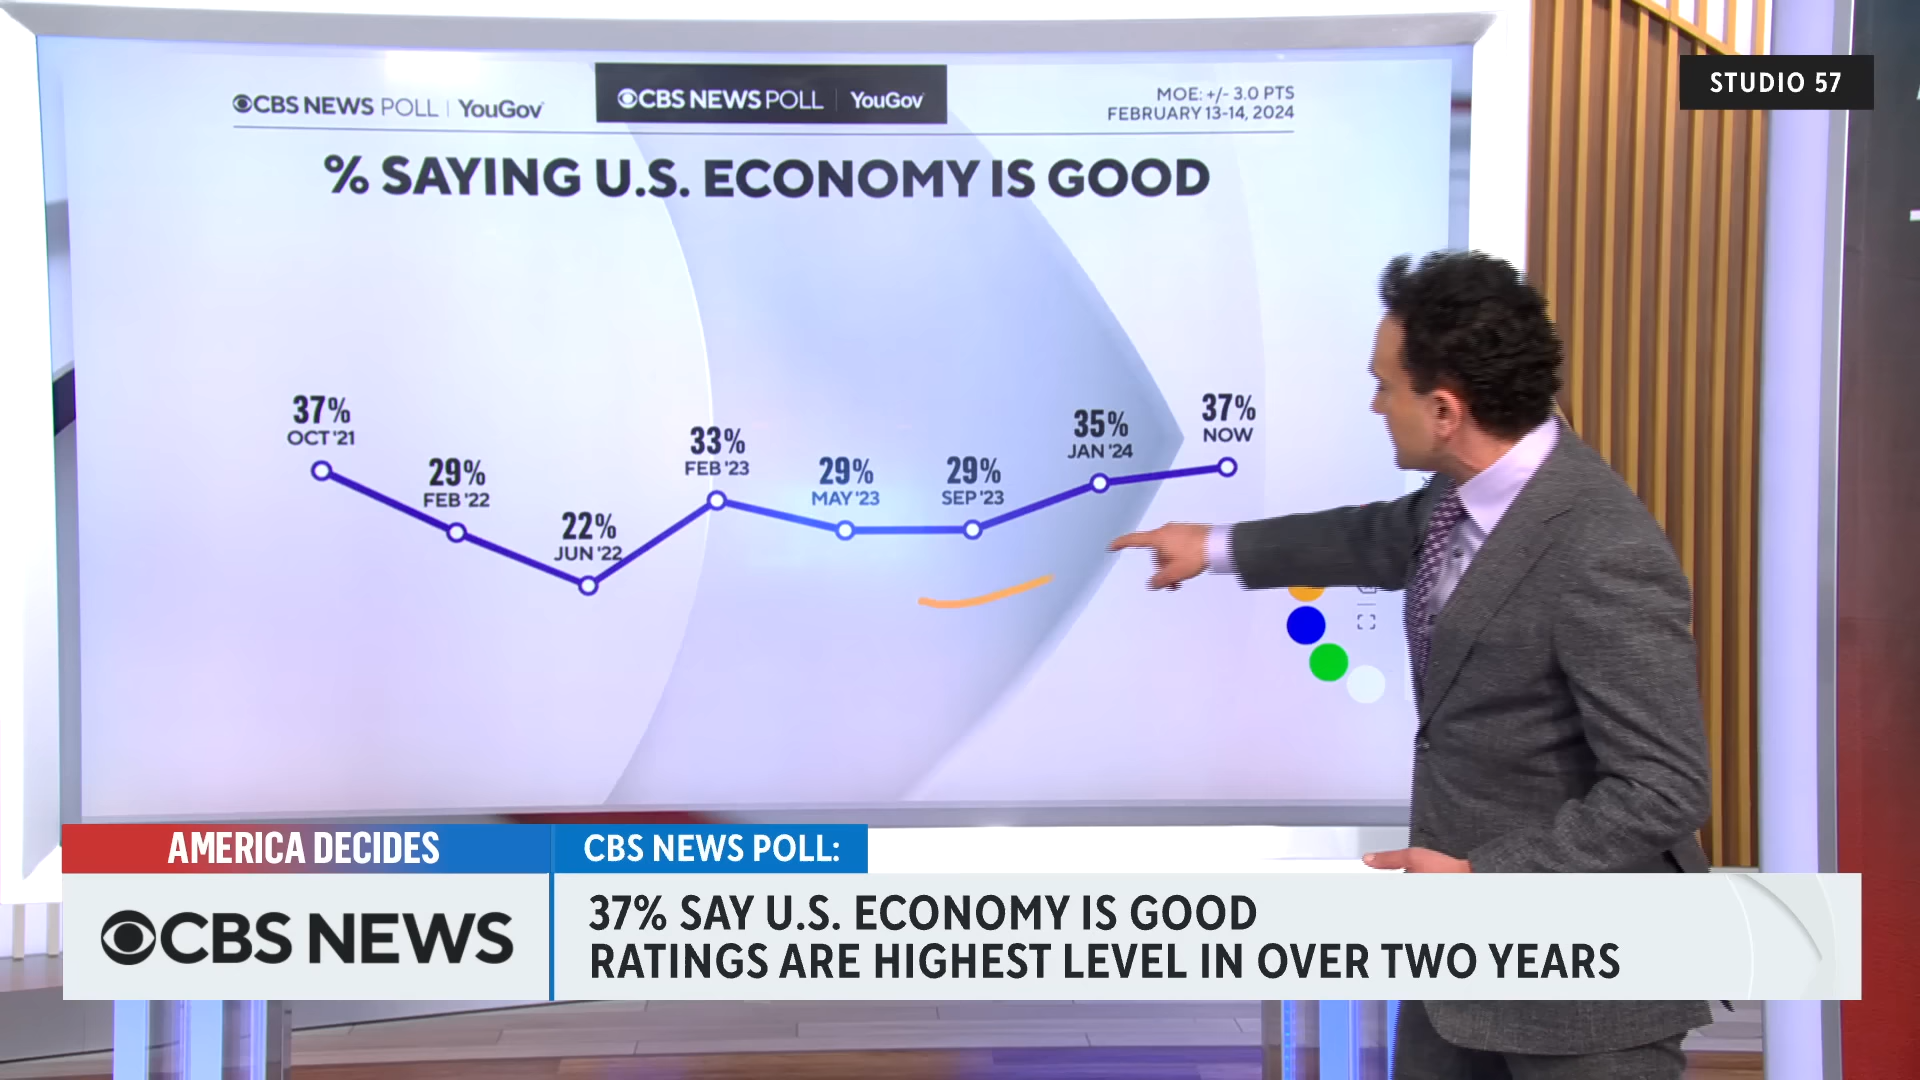 STUDIO 57
CBS NEWS POLL | YouGov
CBS NEWS POLL | YouGov
MOE: +/- 3.0 PTS
FEBRUARY 13-14, 2024
% SAYING U.S. ECONOMY IS GOOD
37%
OCT '21
29%
FEB '22
22%
JUN '22
33%
FEB '23
29%
MAY '23
29%
SEP '23
35%
JAN '24
37%
NOW
AMERICA DECIDES
CBS NEWS POLL:
CBS NEWS
37% SAY U.S. ECONOMY IS GOOD
RATINGS ARE HIGHEST LEVEL IN OVER TWO YEARS